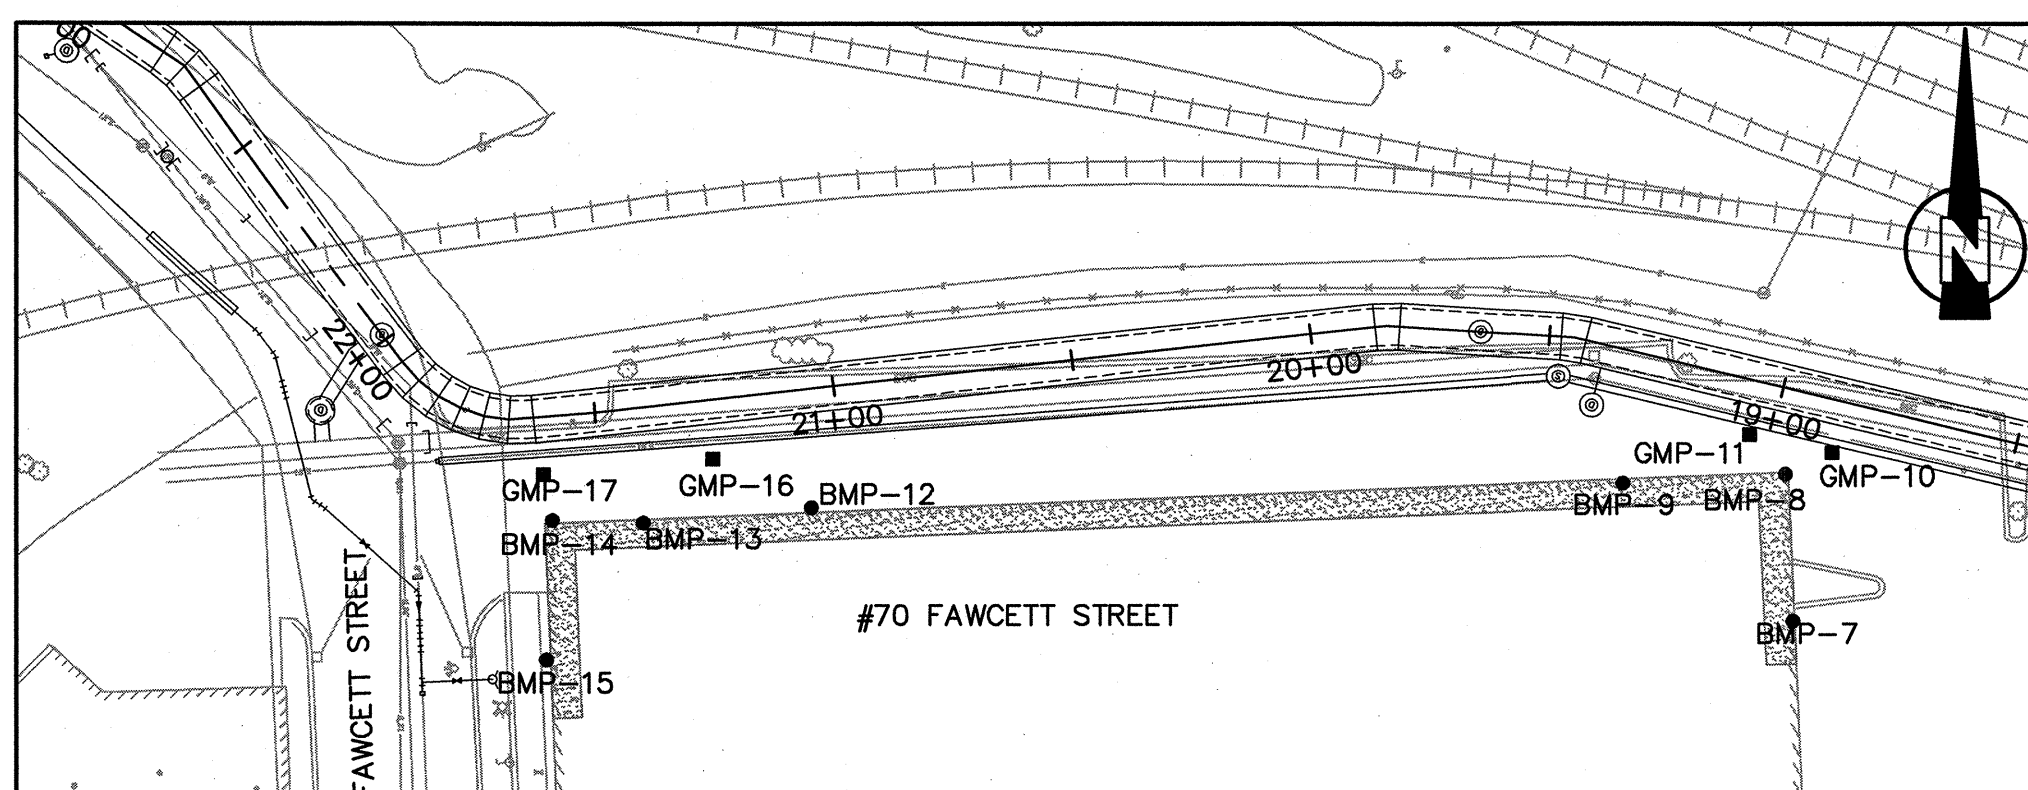 00
N
22+00
20+00
21+00
19+00
GMP-11
GMP-10
GMP-17
GMP-16
BMP-12
BMP-9
BMP-8
BMP-14
BMP-13
#70 FAWCETT STREET
BMP-7
BMP-15
FAWCETT STREET